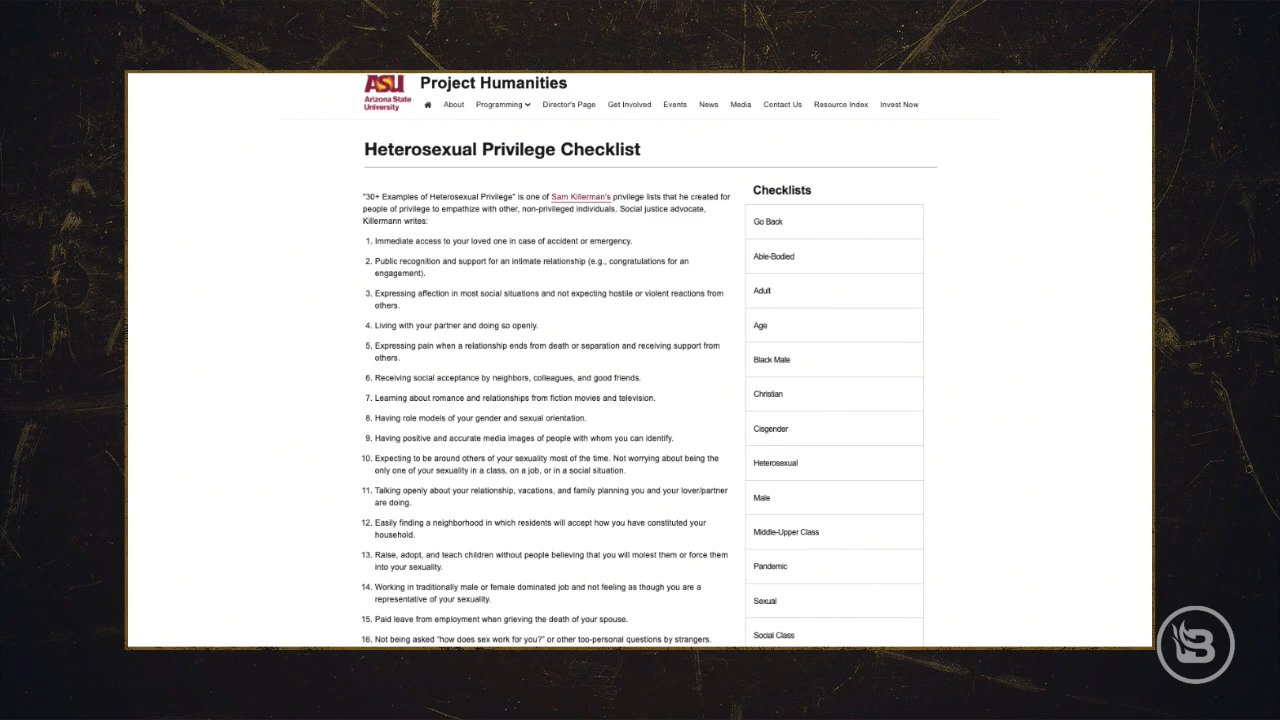 ASU
Arizona State
University
Project Humanities
About Programming Director's Page Get Involved Events News Media Contact Us Resource Index Invest Now
Heterosexual Privilege Checklist
"30+ Examples of Heterosexual Privilege" is one of Sam Killerman's privilege lists that he created for
people of privilege to empathize with other, non-privileged individuals. Social justice advocate,
Killermann writes:
1. Immediate access to your loved one in case of accident or emergency.
2. Public recognition and support for an intimate relationship (e.g., congratulations for an
engagement).
3. Expressing affection in most social situations and not expecting hostile or violent reactions from
others.
4. Living with your partner and doing so openly.
5. Expressing pain when a relationship ends from death or separation and receiving support from
others.
6. Receiving social acceptance by neighbors, colleagues, and good friends.
7. Learning about romance and relationships from fiction movies and television.
8. Having role models of your gender and sexual orientation.
9. Having positive and accurate media images of people with whom you can identify.
10. Expecting to be around others of your sexuality most of the time. Not worrying about being the
only one of your sexuality in a class, on a job, or in a social situation.
11. Talking openly about your relationship, vacations, and family planning you and your lover/partner
are doing.
12. Easily finding a neighborhood in which residents will accept how you have constituted your
household.
13. Raise, adopt, and teach children without people believing that you will molest them or force them
into your sexuality.
14. Working in traditionally male or female dominated job and not feeling as though you are a
representative of your sexuality.
15. Paid leave from employment when grieving the death of your spouse.
16. Not being asked "how does sex work for you?" or other too-personal questions by strangers.
Checklists
Go Back
Able-Bodied
Adult
Age
Black Male
Christian
Cisgender
Heterosexual
Male
Middle-Upper Class
Pandemic
Sexual
Social Class
B